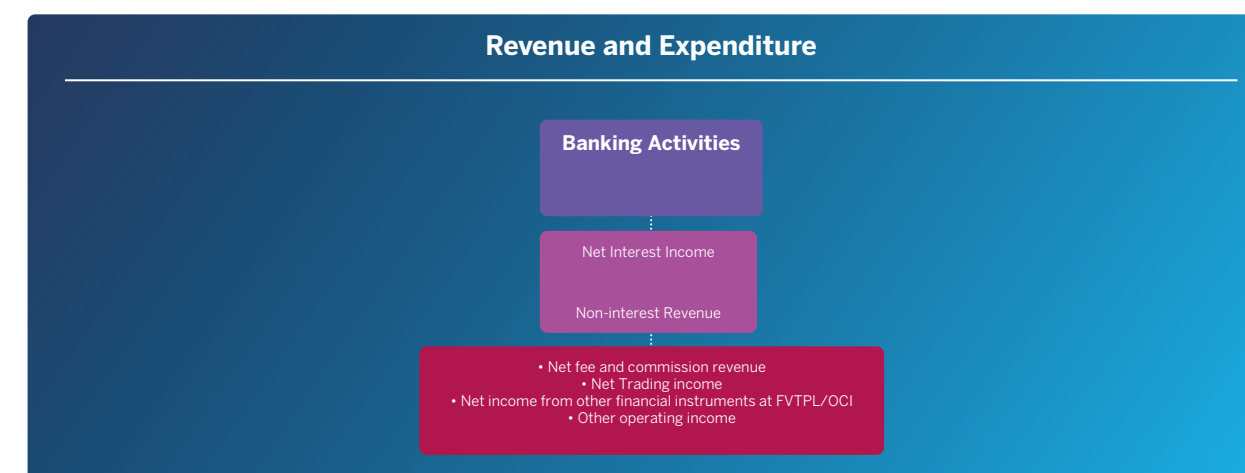 Revenue and Expenditure
Banking Activities
Net Interest Income
Non-interest Revenue
• Net fee and commission revenue
• Net Trading income
• Net income from other financial instruments at FVTPL/OCI
• Other operating income